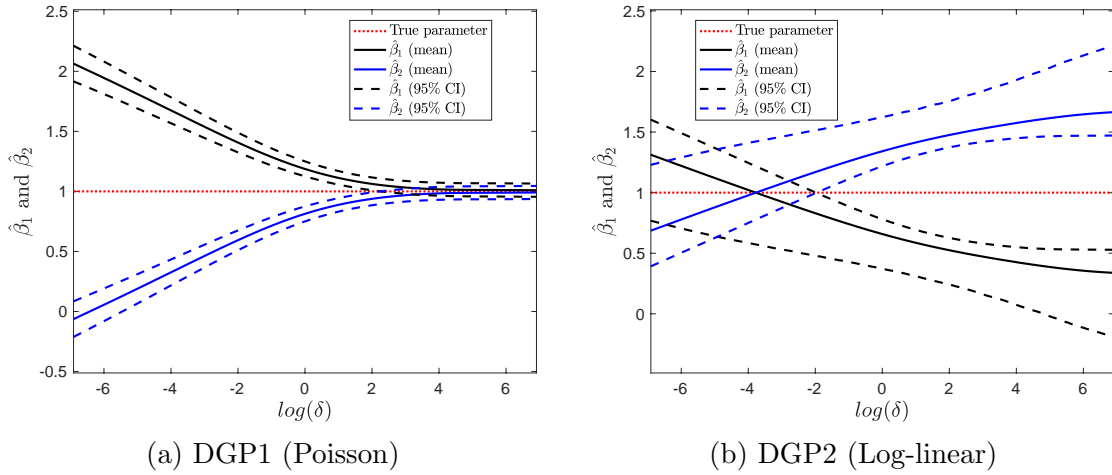 2.5
2
1.5
1
0.5
0
-0.5
β̂₁ and β̂₂
True parameter
β̂₁ (mean)
β̂₂ (mean)
β̂₁ (95% CI)
β̂₂ (95% CI)
-6 -4 -2 0 2 4 6
log(δ)
(a) DGP1 (Poisson)
2.5
2
1.5
1
0.5
0
β̂₁ and β̂₂
True parameter
β̂₁ (mean)
β̂₂ (mean)
β̂₁ (95% CI)
β̂₂ (95% CI)
-6 -4 -2 0 2 4 6
log(δ)
(b) DGP2 (Log-linear)